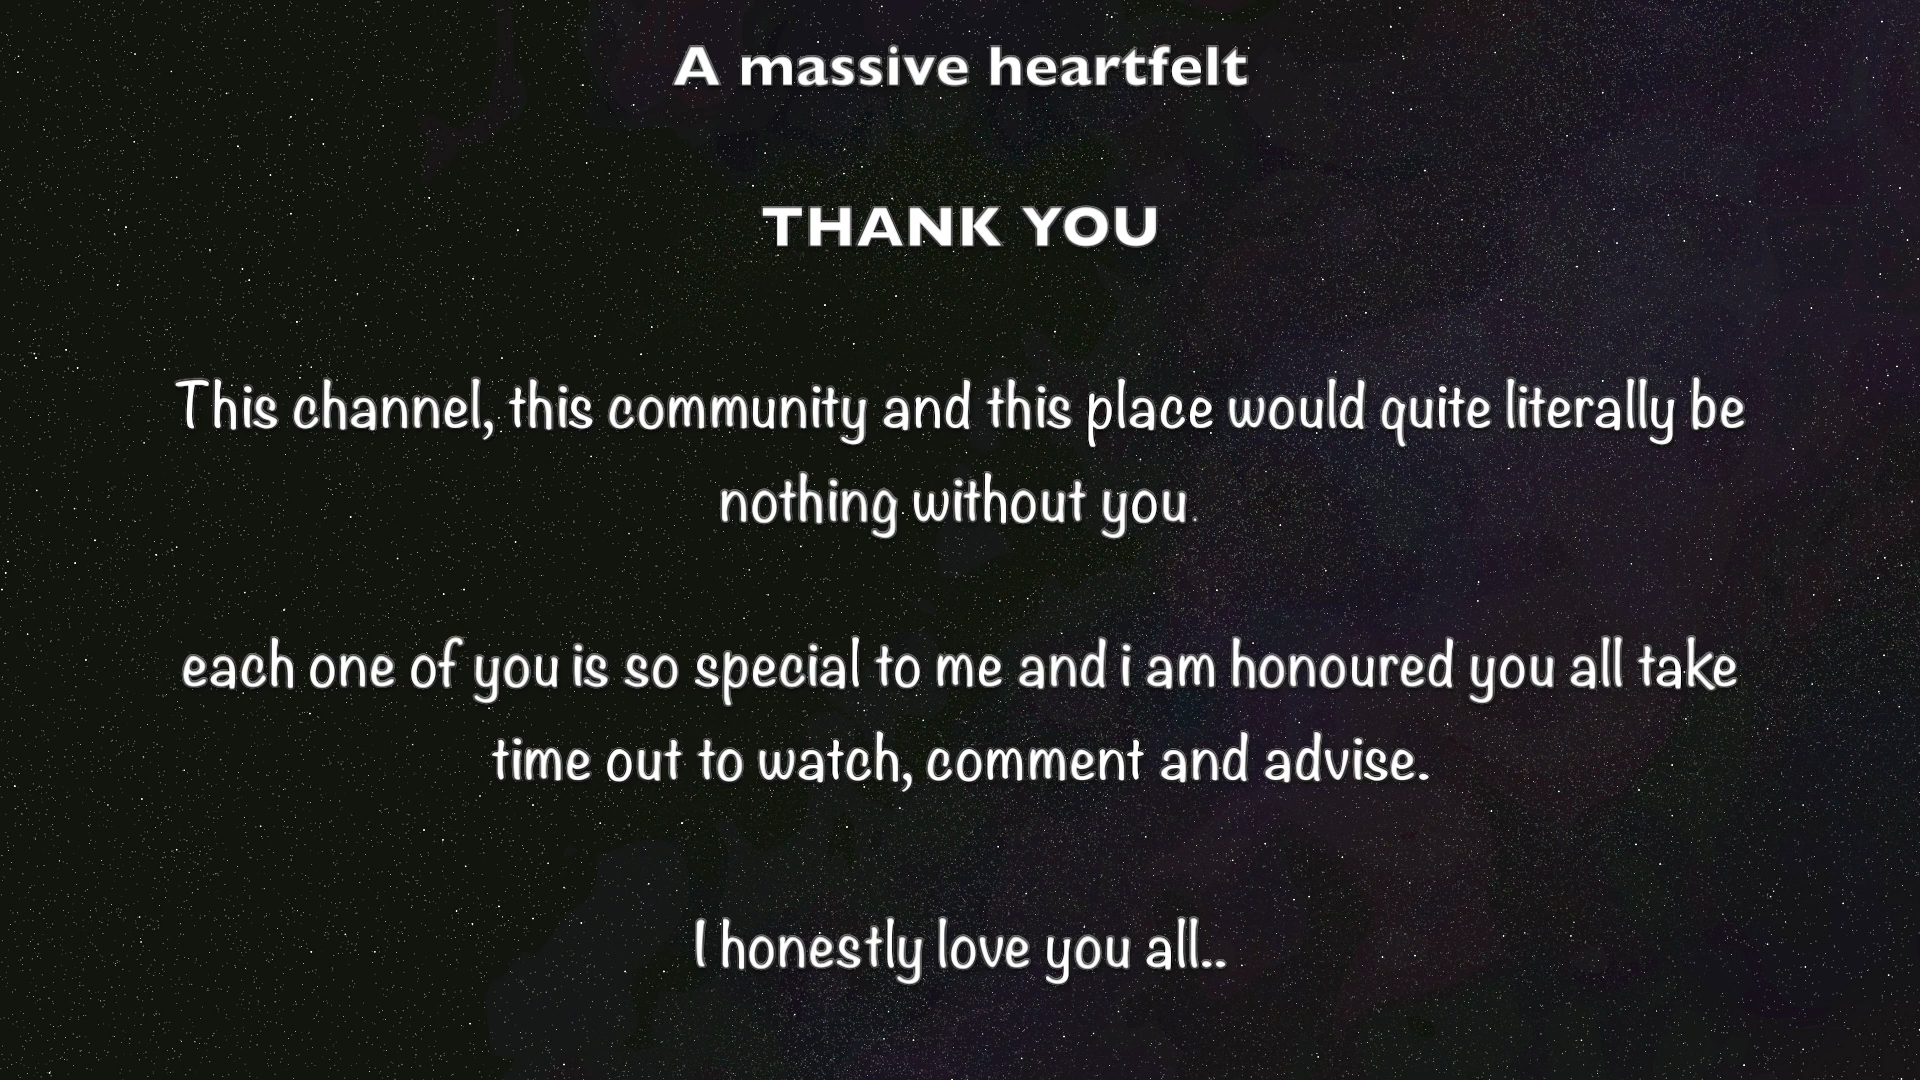 A massive heartfelt
THANK YOU
This channel, this community and this place would quite literally be
nothing without you.
each one of you is so special to me and i am honoured you all take
time out to watch, comment and advise.
I honestly love you all..